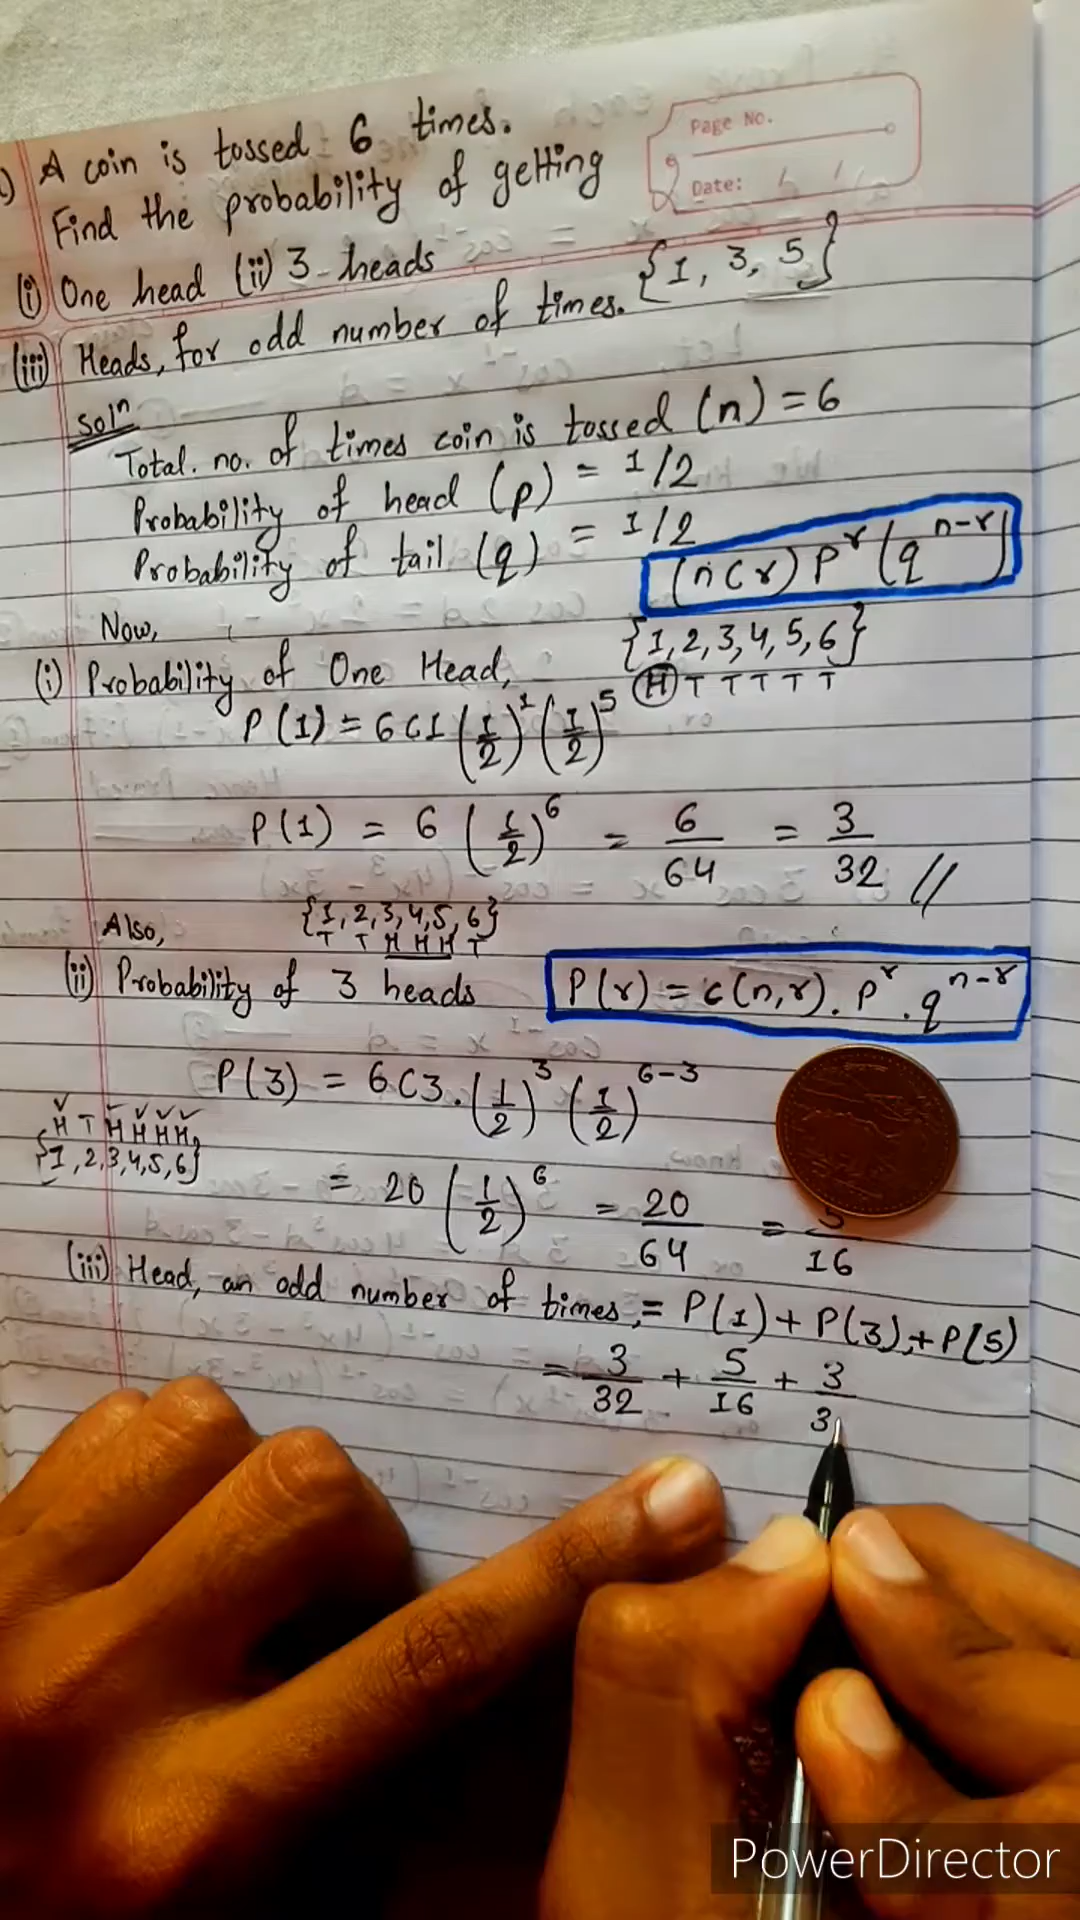 A coin is tossed 6 times.
Find the probability of getting
(i) One head (ii) 3 heads
(iii) Heads, for odd number of times. {1, 3, 5}
Page No.
Date:
Solⁿ
Total. no. of times coin is tossed (n) = 6
Probability of head (p) = 1/2
Probability of tail (q) = 1/2
(nCr) P^r (q^n-r)
Now,
{1, 2, 3, 4, 5, 6}
H T T T T T
(i) Probability of One Head,
P(1) = 6C1 (1/2)^1 (1/2)^5
P(1) = 6 (1/2)^6 = 6/64 = 3/32 //
Also,
{1, 2, 3, 4, 5, 6}
T T H H H T
(ii) Probability of 3 heads
P(r) = c(n,r). P^r . q^n-r
P(3) = 6C3 . (1/2)^3 (1/2)^6-3
✓ ✓ ✓ ✓ ✓
H T H H H H,
{1, 2, 3, 4, 5, 6}
= 20 (1/2)^6 = 20/64 = 5/16
(iii) Head, an odd number of times, = P(1) + P(3) + P(5)
= 3/32 + 5/16 + 3/3
PowerDirector